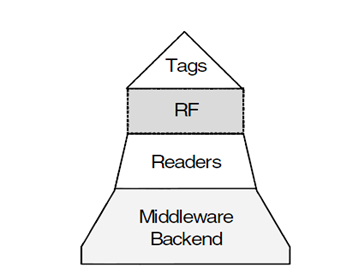 Tags
RF
Readers
Middleware
Backend